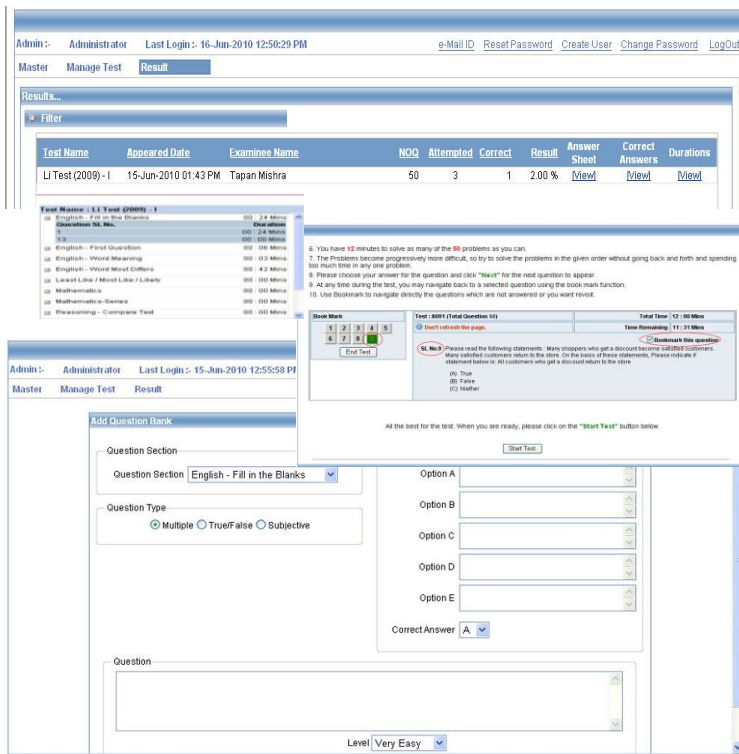 Admin :- Administrator Last Login :- 16-Jun-2010 12:50:29 PM e-Mail ID Reset Password Create User Change Password LogOut
Master Manage Test Result
Results...
Filter
Test Name Appeared Date Examinee Name NOQ Attempted Correct Result Answer Sheet Correct Answers Durations
Li Test (2009) - I 15-Jun-2010 01:43 PM Tapan Mishra 50 3 1 2.00 % [View] [View] [View]
Test Name : LI Test (2009) - I
English - Fill in the Blanks 00 : 24 Mins
Question SL No. Duration
1 00 : 24 Mins
13 00 : 00 Mins
English - First Question 00 : 06 Mins
English - Word Meaning 00 : 03 Mins
English - Word Most Differs 00 : 42 Mins
Least Like / Most Like / Likely 00 : 00 Mins
Mathematics 00 : 00 Mins
Mathematics-Series 00 : 00 Mins
Reasoning - Compare Text 00 : 00 Mins
6. You have 12 minutes to solve as many of the 50 problems as you can.
7. The Problems become progressively more difficult, so try to solve the problems in the given order without going back and forth and spending
too much time in any one problem.
8. Please choose your answer for the question and click "Next" for the next question to appear.
9. At any time during the test, you may navigate back to a selected question using the book mark function.
10. Use Bookmark to navigate directly the questions which are not answered or you want revisit.
Book Mark
1 2 3 4 5
6 7 8
End Test
Test : A001 (Total Question 50) Total Time 12 : 00 Mins
Don't refresh the page. Time Remaining 11 : 31 Mins
Bookmark this question
SL No.9 Please read the following statements : Many shoppers who get a discount become satisfied customers.
Many satisfied customers return to the store. On the basis of these statements, Please indicate if
statement below is: All customers who get a discount return to the store
(A) True
(B) False
(C) Niether
All the best for the test. When you are ready, please click on the "Start Test" button below.
Start Test
Admin :- Administrator Last Login :- 15-Jun-2010 12:55:58
Master Manage Test Result
Add Question Bank
Question Section
Question Section English - Fill in the Blanks
Question Type
Multiple True/False Subjective
Option A
Option B
Option C
Option D
Option E
Correct Answer A
Question
Level Very Easy